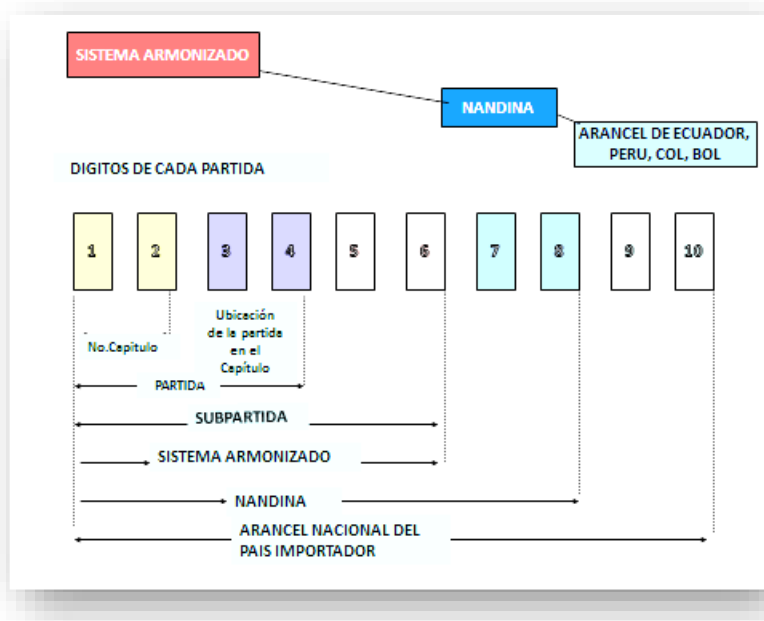 SISTEMA ARMONIZADO
NANDINA
ARANCEL DE ECUADOR,
PERU, COL, BOL
DIGITOS DE CADA PARTIDA
1 2 3 4 5 6 7 8 9 10
No.Capitulo
Ubicación
de la partida
en el
Capítulo
PARTIDA
SUBPARTIDA
SISTEMA ARMONIZADO
NANDINA
ARANCEL NACIONAL DEL
PAIS IMPORTADOR